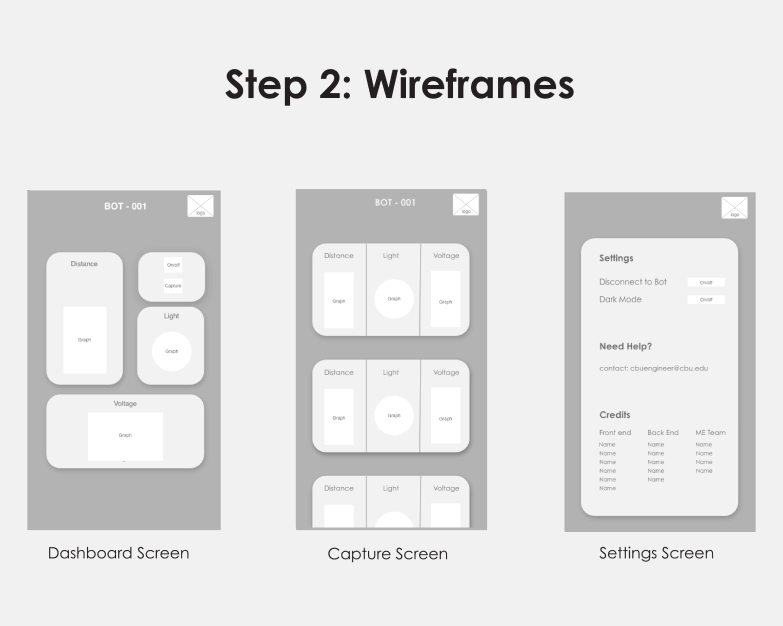 Step 2: Wireframes
BOT - 001
logo
Distance
Graph
On/off
Capture
Light
Graph
Voltage
Graph
Dashboard Screen
BOT - 001
logo
Distance Light Voltage
Graph Graph Graph
Distance Light Voltage
Graph Graph Graph
Distance Light Voltage
Capture Screen
logo
Settings
Disconnect to Bot On/off
Dark Mode On/off
Need Help?
contact: cbuengineer@cbu.edu
Credits
Front end Back End ME Team
Name Name Name
Name Name Name
Name Name Name
Name Name Name
Name Name
Name
Settings Screen